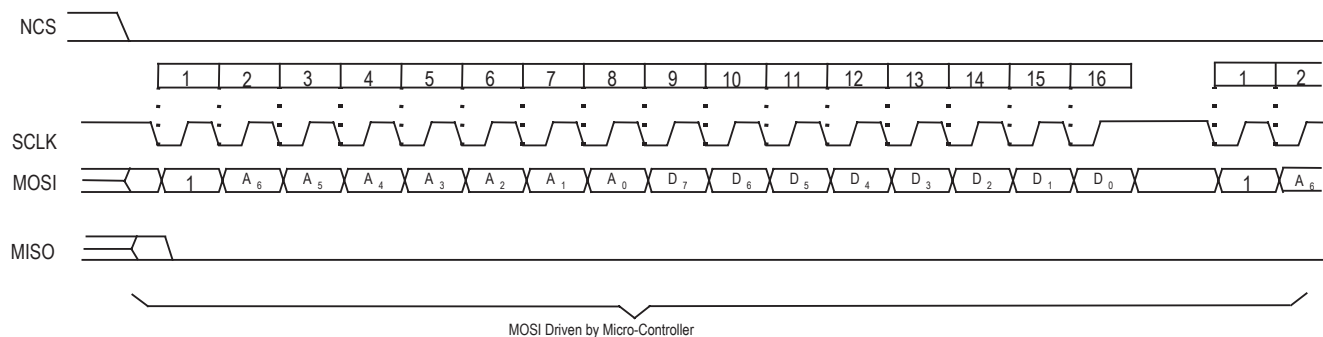 NCS
1 2 3 4 5 6 7 8 9 10 11 12 13 14 15 16 1 2
SCLK
MOSI 1 A6 A5 A4 A3 A2 A1 A0 D7 D6 D5 D4 D3 D2 D1 D0 1 A6
MISO
MOSI Driven by Micro-Controller